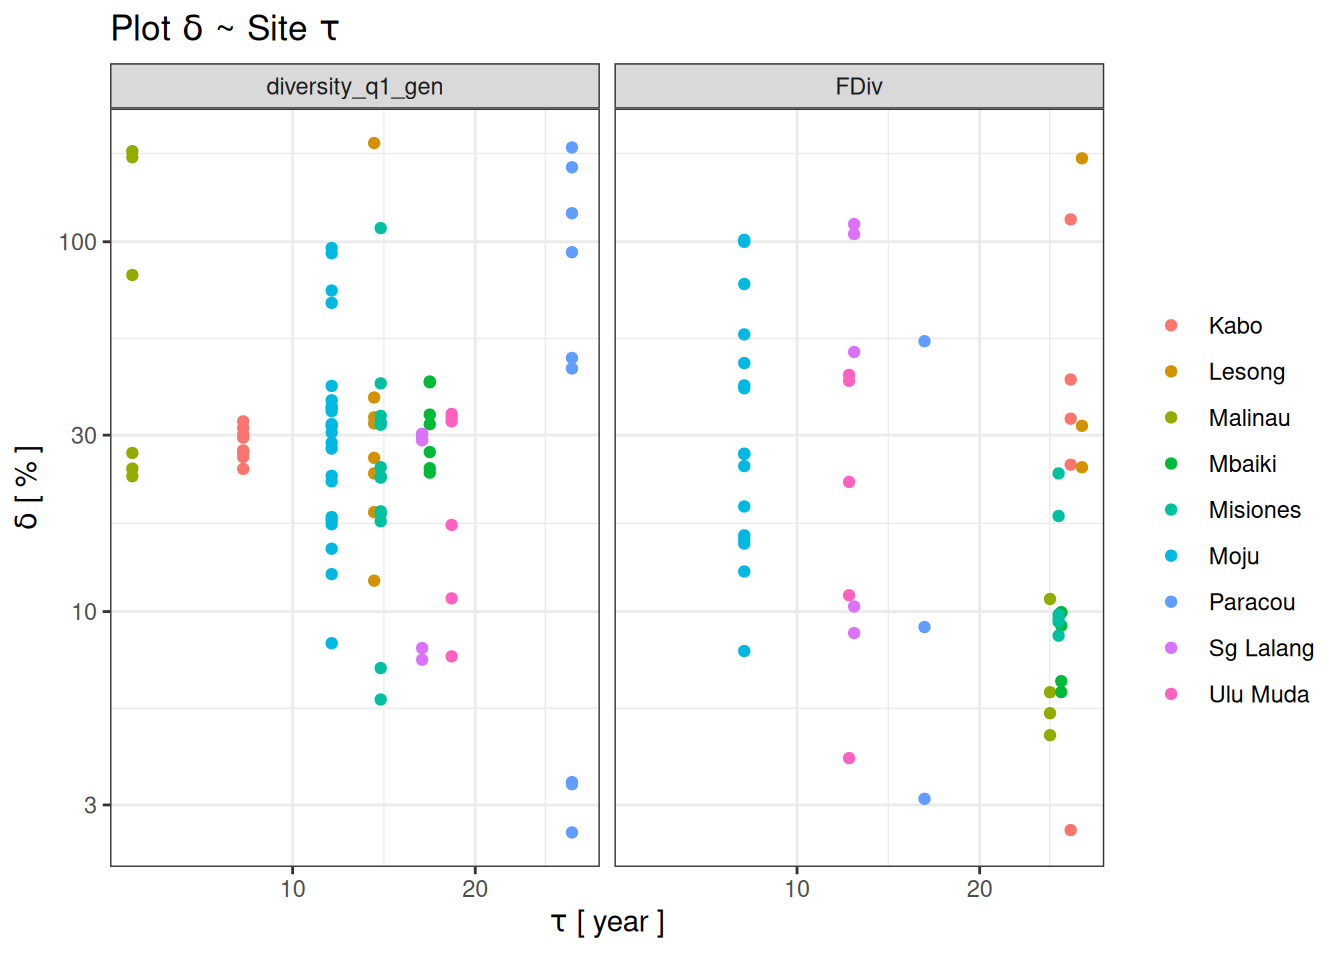 Plot δ ~ Site τ
diversity_q1_gen
FDiv
100
30
10
3
δ [ % ]
10
20
10
20
τ [ year ]
Kabo
Lesong
Malinau
Mbaiki
Misiones
Moju
Paracou
Sg Lalang
Ulu Muda